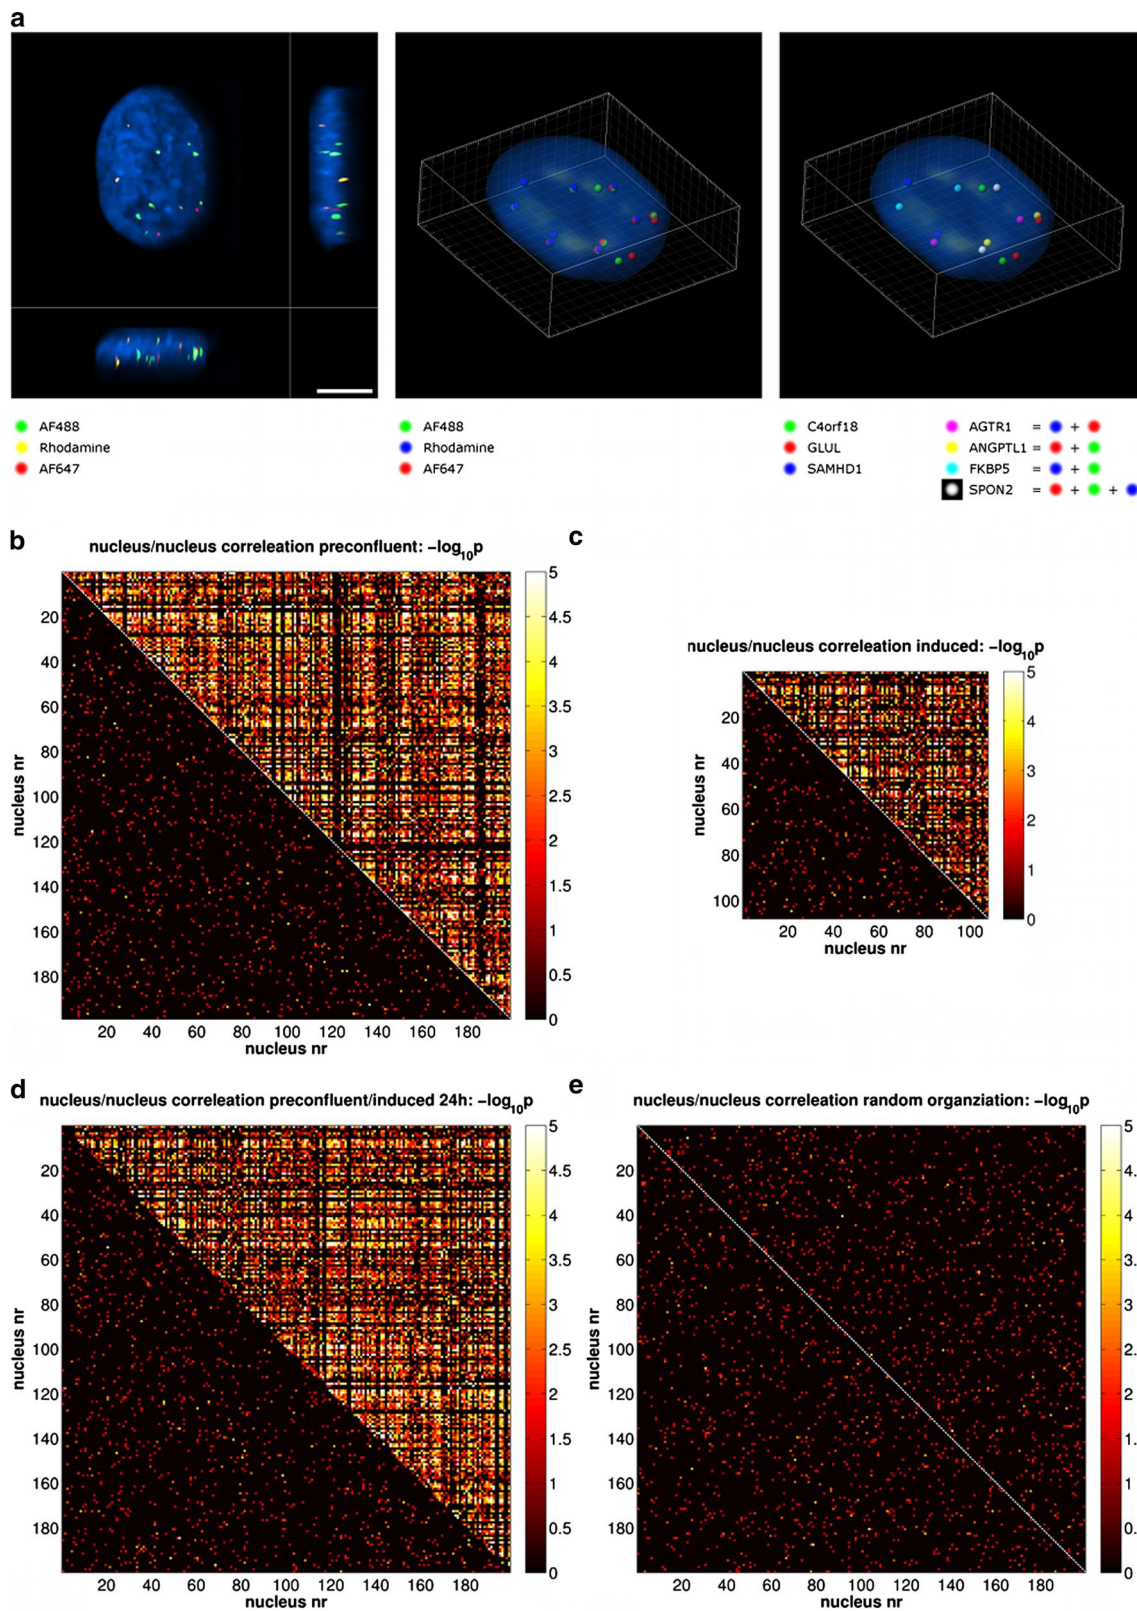 a
AF488
Rhodamine
AF647
AF488
Rhodamine
AF647
C4orf18
GLUL
SAMHD1
AGTR1 = +
ANGPTL1 = +
FKBP5 = +
SPON2 = + +
b
nucleus/nucleus correleation preconfluent: −log10p
nucleus nr
20
40
60
80
100
120
140
160
180
20 40 60 80 100 120 140 160 180
nucleus nr
5
4.5
4
3.5
3
2.5
2
1.5
1
0.5
0
c
nucleus/nucleus correleation induced: −log10p
nucleus nr
20
40
60
80
100
20 40 60 80 100
nucleus nr
5
4
3
2
1
0
d
nucleus/nucleus correleation preconfluent/induced 24h: −log10p
nucleus nr
20
40
60
80
100
120
140
160
180
20 40 60 80 100 120 140 160 180
nucleus nr
5
4.5
4
3.5
3
2.5
2
1.5
1
0.5
0
e
nucleus/nucleus correleation random organziation: −log10p
nucleus nr
20
40
60
80
100
120
140
160
180
20 40 60 80 100 120 140 160 180
nucleus nr
5
4.
4
3.
3
2.
2
1.
1
0.
0